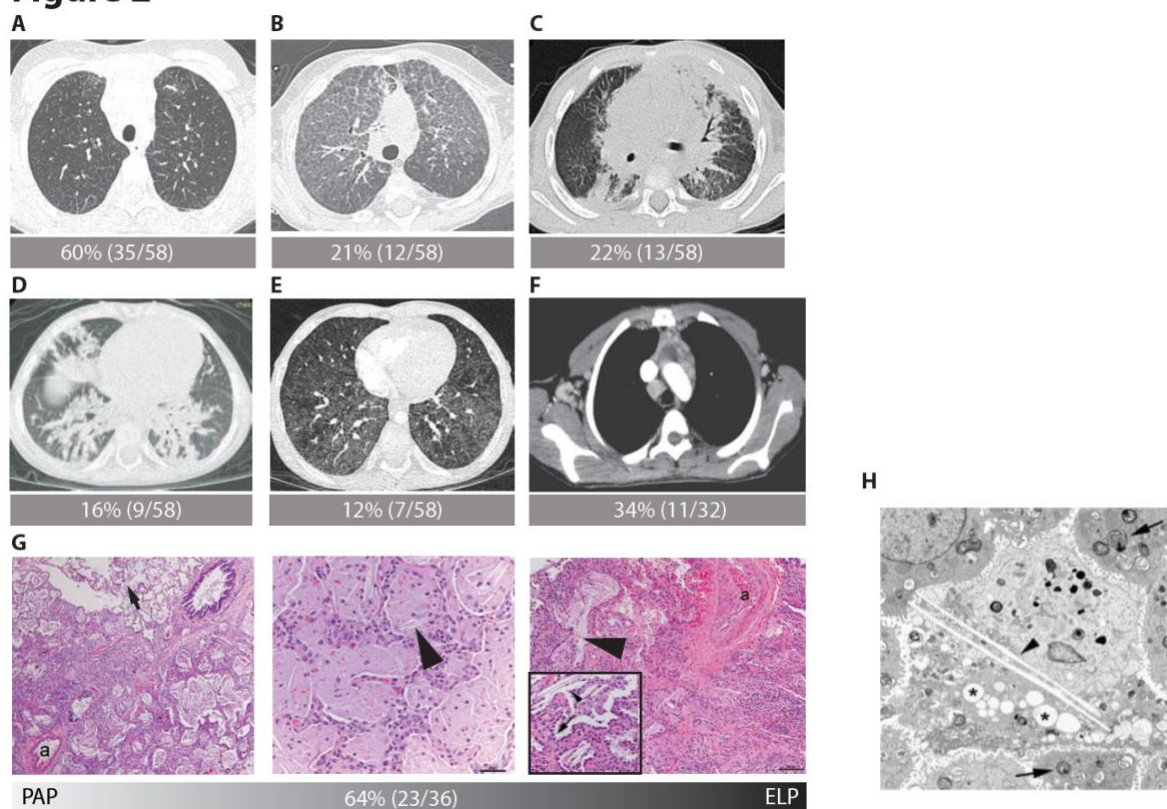 Figure 2
A B C
60% (35/58) 21% (12/58) 22% (13/58)
D E F
16% (9/58) 12% (7/58) 34% (11/32)
H
G
a a
PAP 64% (23/36) ELP
* *